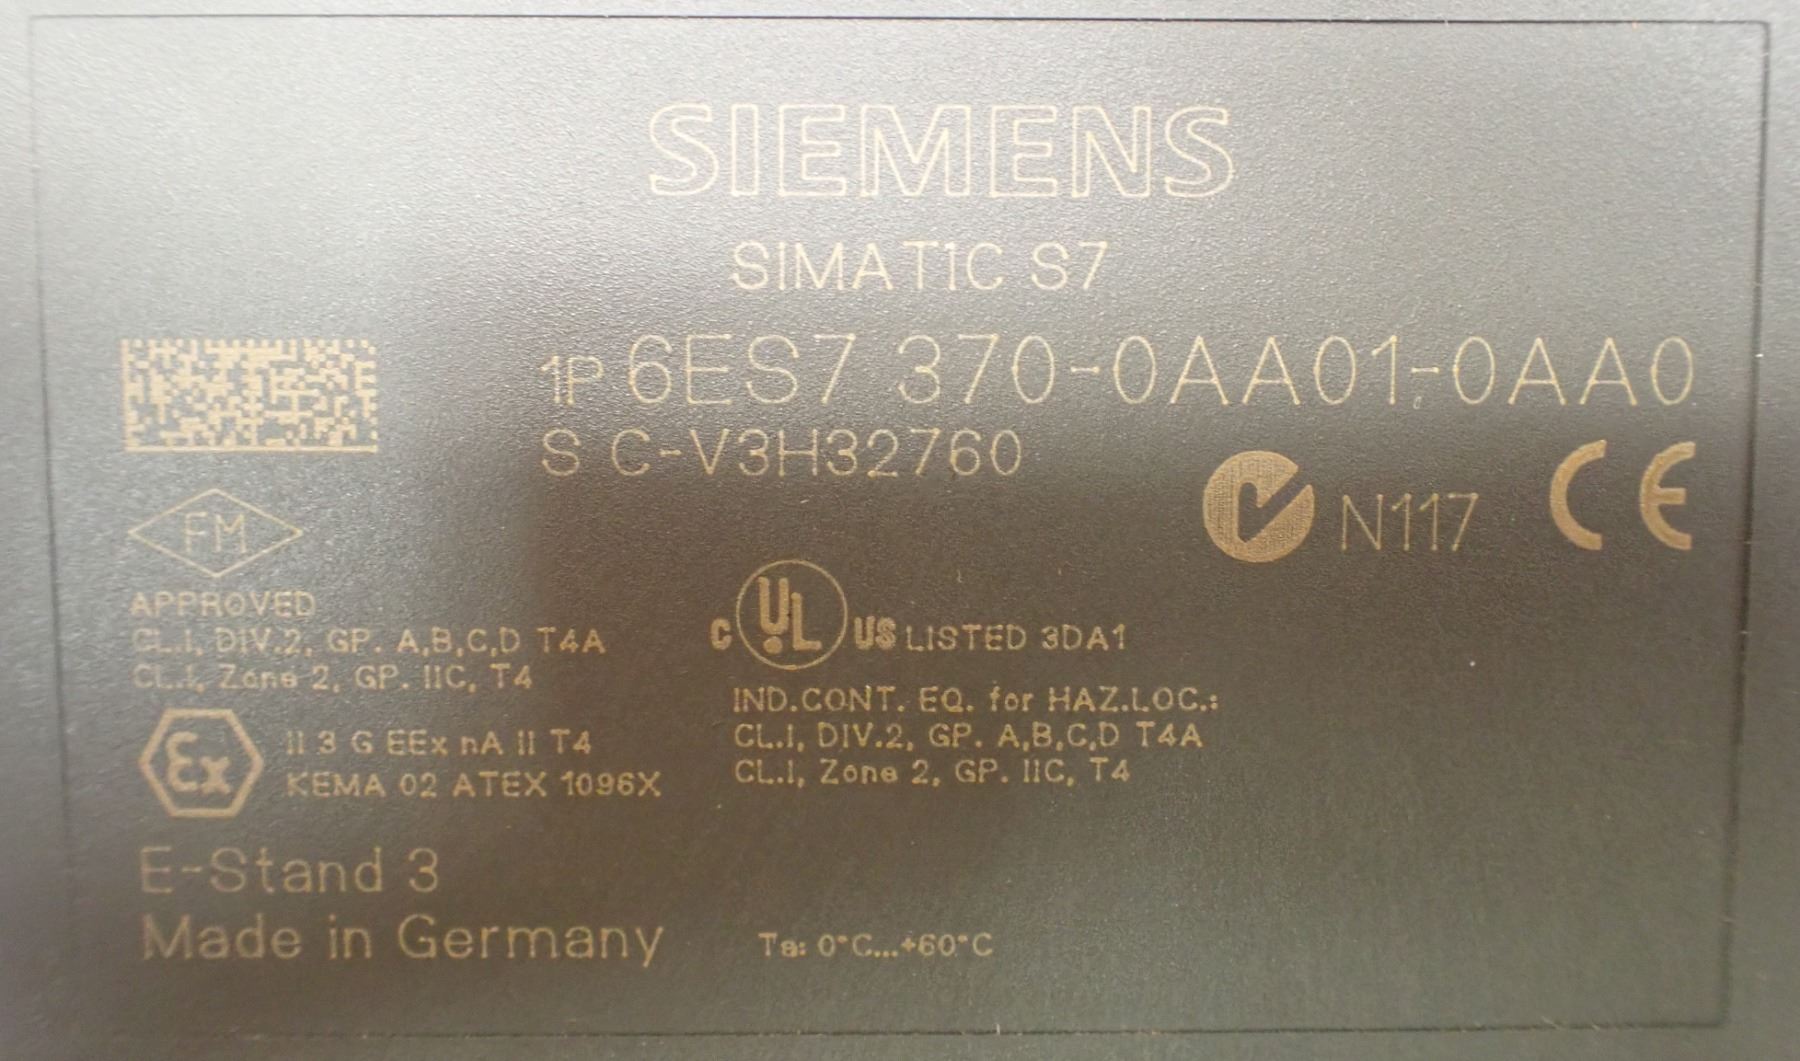 SIEMENS
SIMATIC S7
1P 6ES7 370-0AA01-0AA0
S C-V3H32760
N117 CE
FM
APPROVED
CL.I, DIV.2, GP. A,B,C,D T4A
CL.I, Zone 2, GP. IIC, T4
Ex II 3 G EEx nA II T4
KEMA 02 ATEX 1096X
C UL US LISTED 3DA1
IND.CONT. EQ. for HAZ.LOC.:
CL.I, DIV.2, GP. A,B,C,D T4A
CL.I, Zone 2, GP. IIC, T4
E-Stand 3
Made in Germany
Ta: 0°C...+60°C